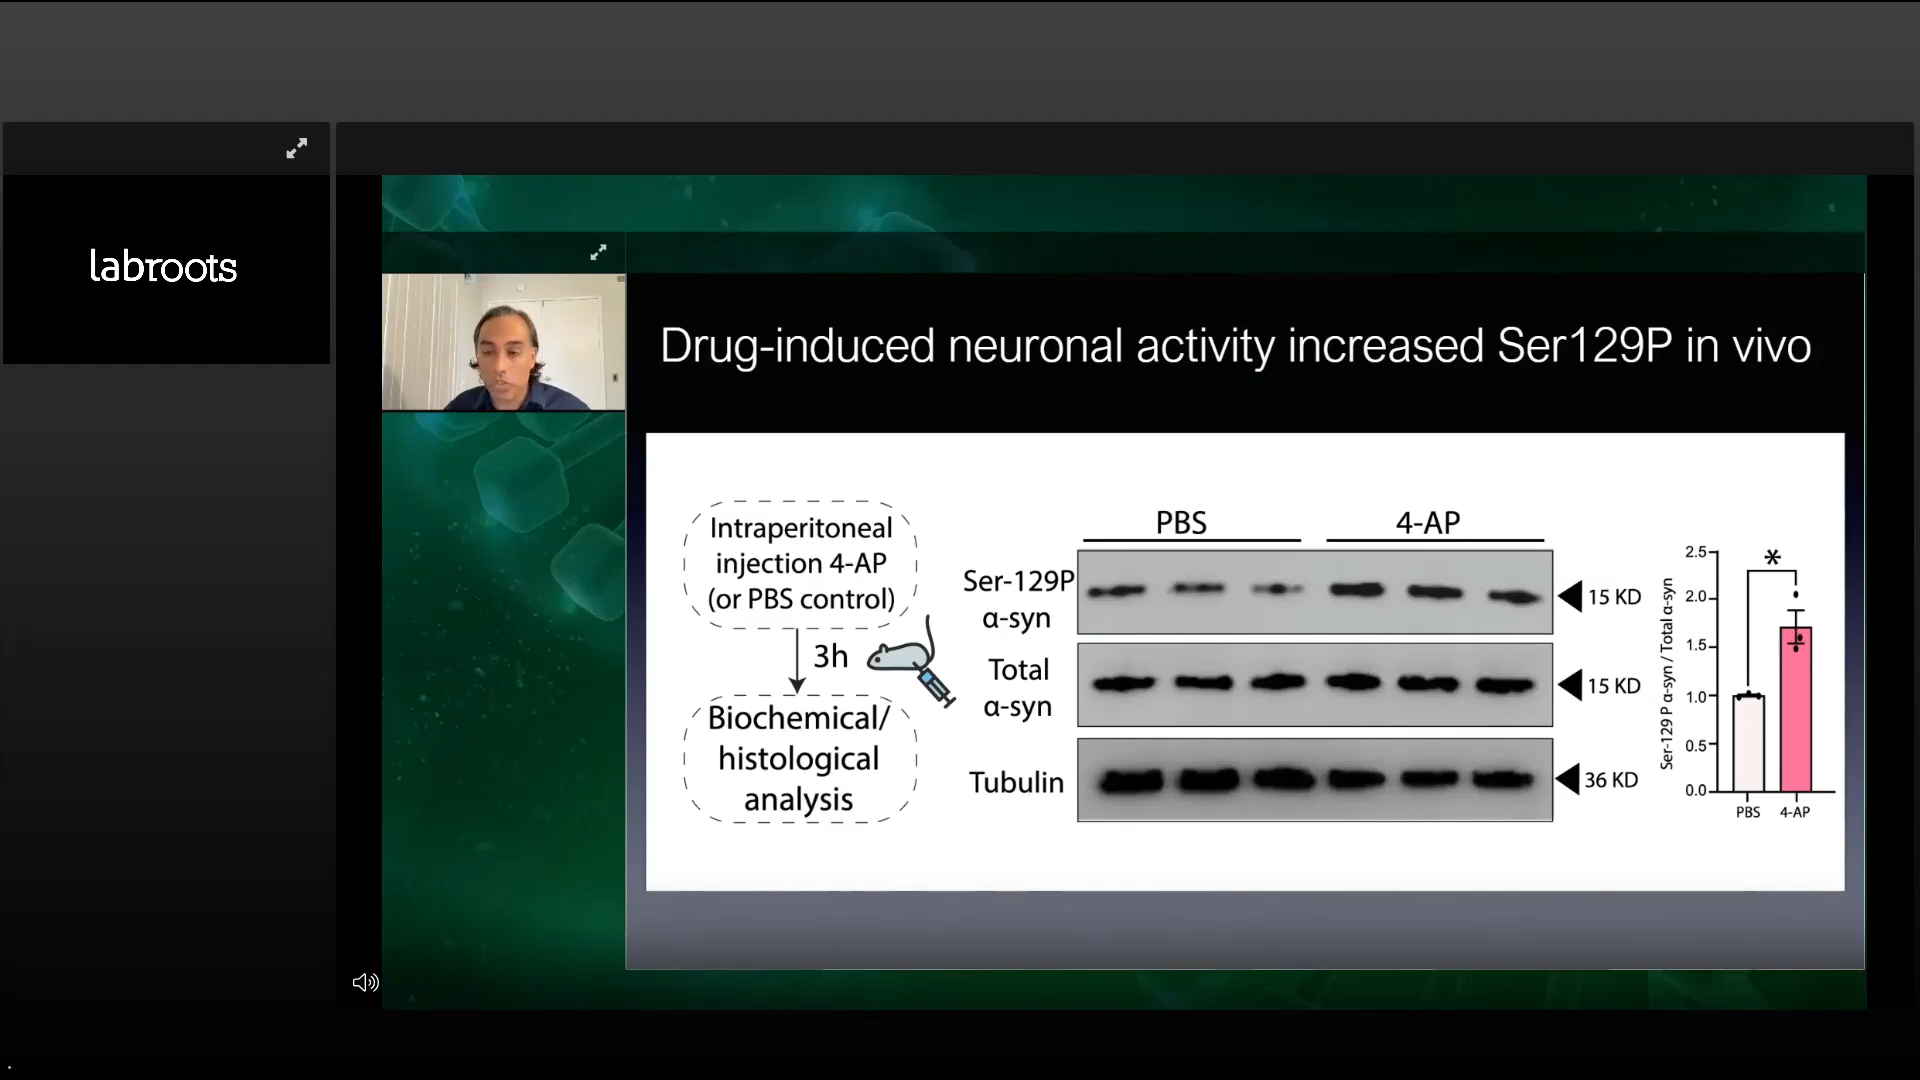 labroots
Drug-induced neuronal activity increased Ser129P in vivo
Intraperitoneal
injection 4-AP
(or PBS control)
3h
Biochemical/
histological
analysis
PBS
4-AP
Ser-129P
α-syn
15 KD
Total
α-syn
15 KD
Tubulin
36 KD
Ser-129 P α-syn / Total α-syn
2.5
2.0
1.5
1.0
0.5
0.0
*
PBS
4-AP